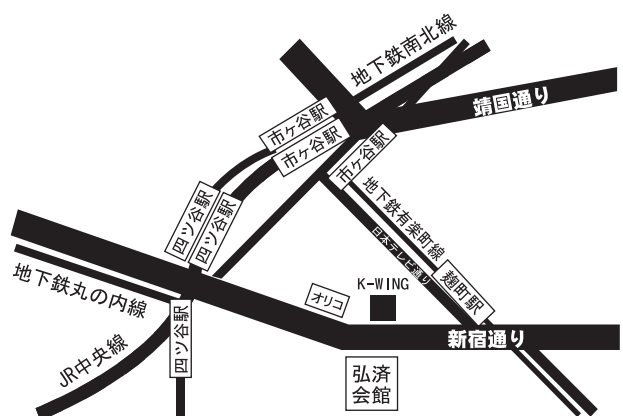 地下鉄南北線
靖国通り
市ヶ谷駅
市ヶ谷駅
市ヶ谷駅
四ツ谷駅
四ツ谷駅
地下鉄有楽町線
日本テレビ通り
麹町駅
地下鉄丸の内線
K-WING
オリコ
新宿通り
四ツ谷駅
JR中央線
弘済
会館